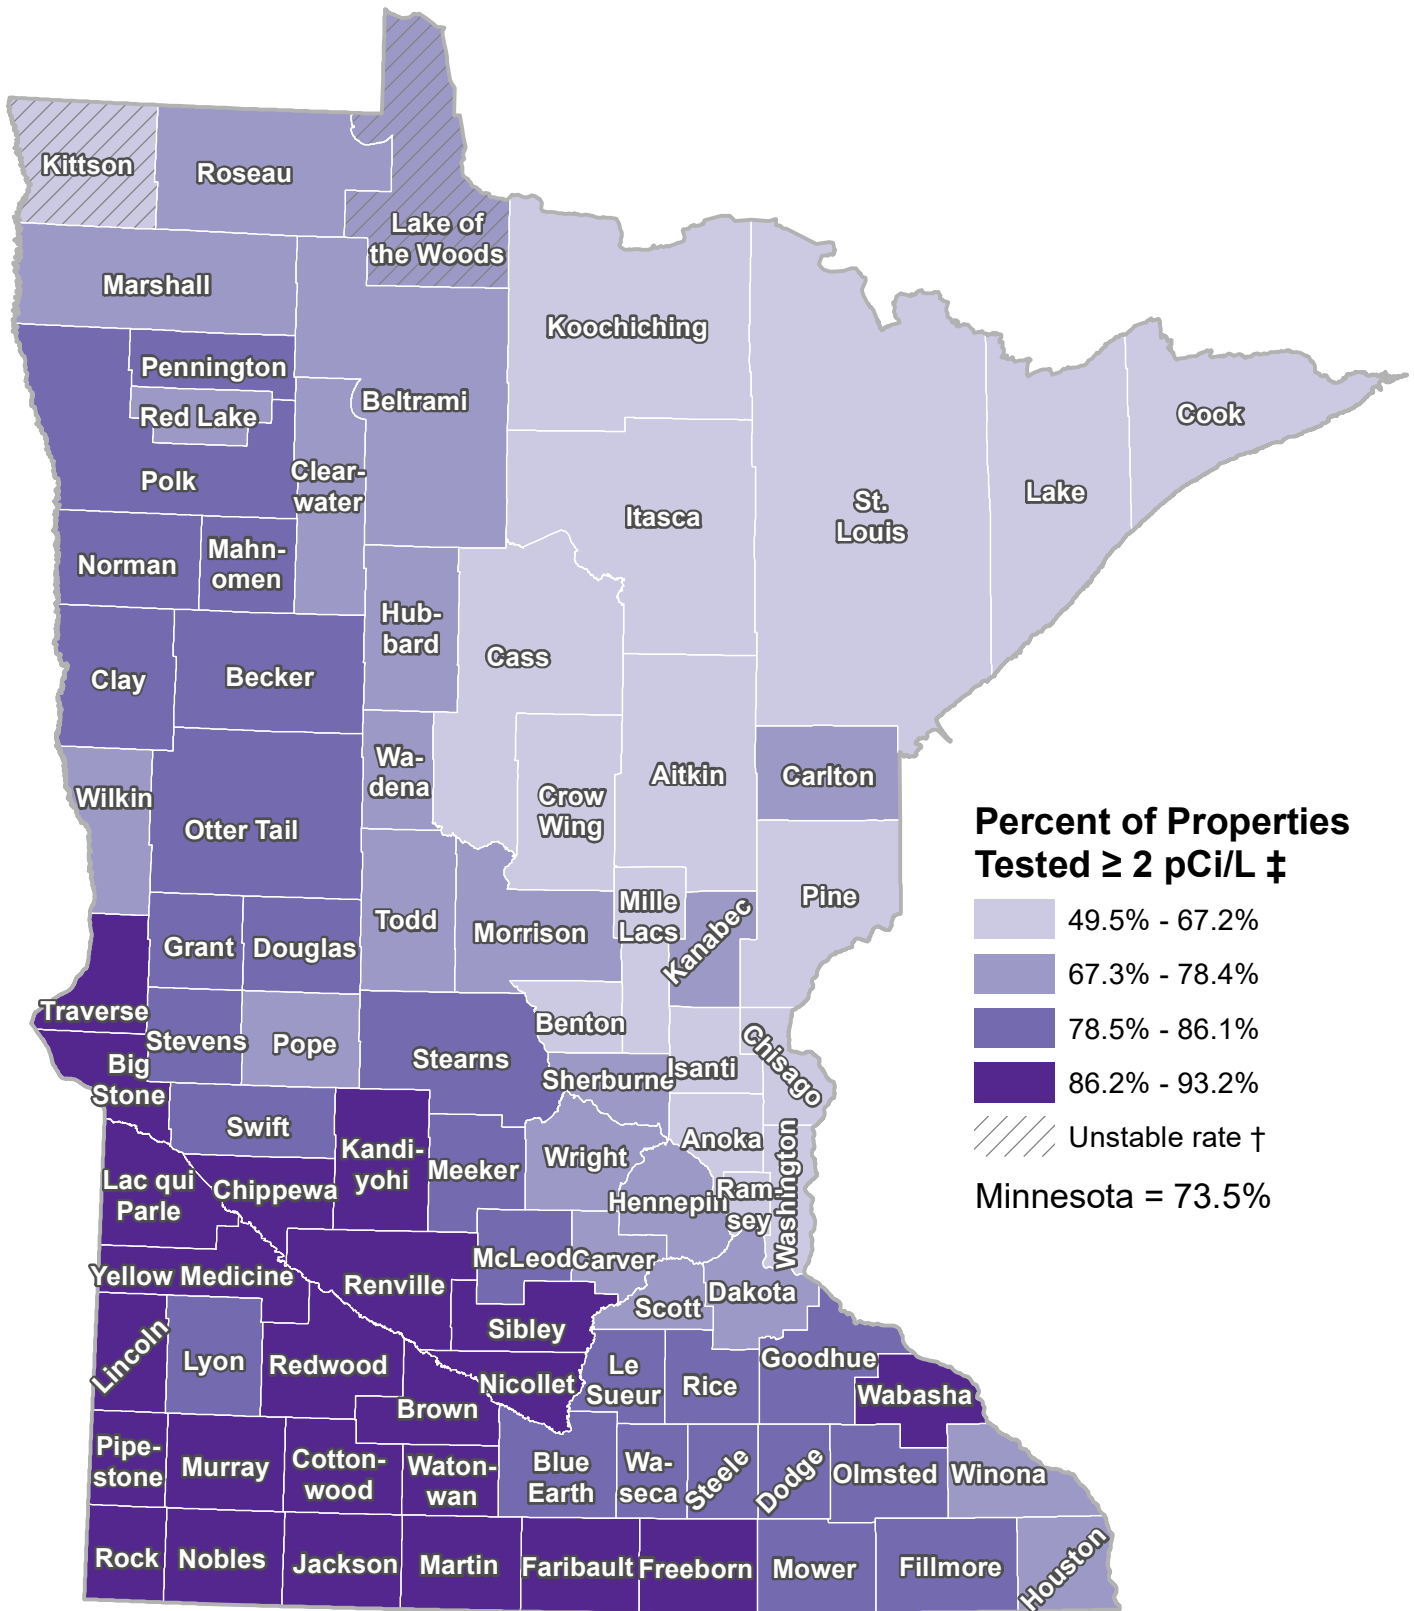 Kittson
Roseau
Lake of
the Woods
Marshall
Koochiching
Pennington
Beltrami
Red Lake
Cook
Polk
Clear-
water
Lake
St.
Louis
Itasca
Norman
Mahn-
omen
Hub-
bard
Cass
Clay
Becker
Wa-
dena
Aitkin
Carlton
Wilkin
Crow
Wing
Otter Tail
Percent of Properties
Tested ≥ 2 pCi/L ‡
49.5% - 67.2%
67.3% - 78.4%
78.5% - 86.1%
86.2% - 93.2%
Unstable rate †
Minnesota = 73.5%
Pine
Mille
Lacs
Kanabec
Todd
Morrison
Grant
Douglas
Traverse
Benton
Stevens
Pope
Stearns
Big
Stone
Sherburne
Isanti
Chisago
Swift
Anoka
Kandi-
yohi
Meeker
Wright
Washington
Lac qui
Parle
Chippewa
Hennepin
Ram-
sey
McLeod
Carver
Yellow Medicine
Renville
Dakota
Scott
Sibley
Lincoln
Lyon
Redwood
Goodhue
Le
Sueur
Rice
Nicollet
Wabasha
Brown
Pipe-
stone
Murray
Cotton-
wood
Waton-
wan
Blue
Earth
Wa-
seca
Steele
Dodge
Olmsted
Winona
Rock
Nobles
Jackson
Martin
Faribault
Freeborn
Mower
Fillmore
Houston